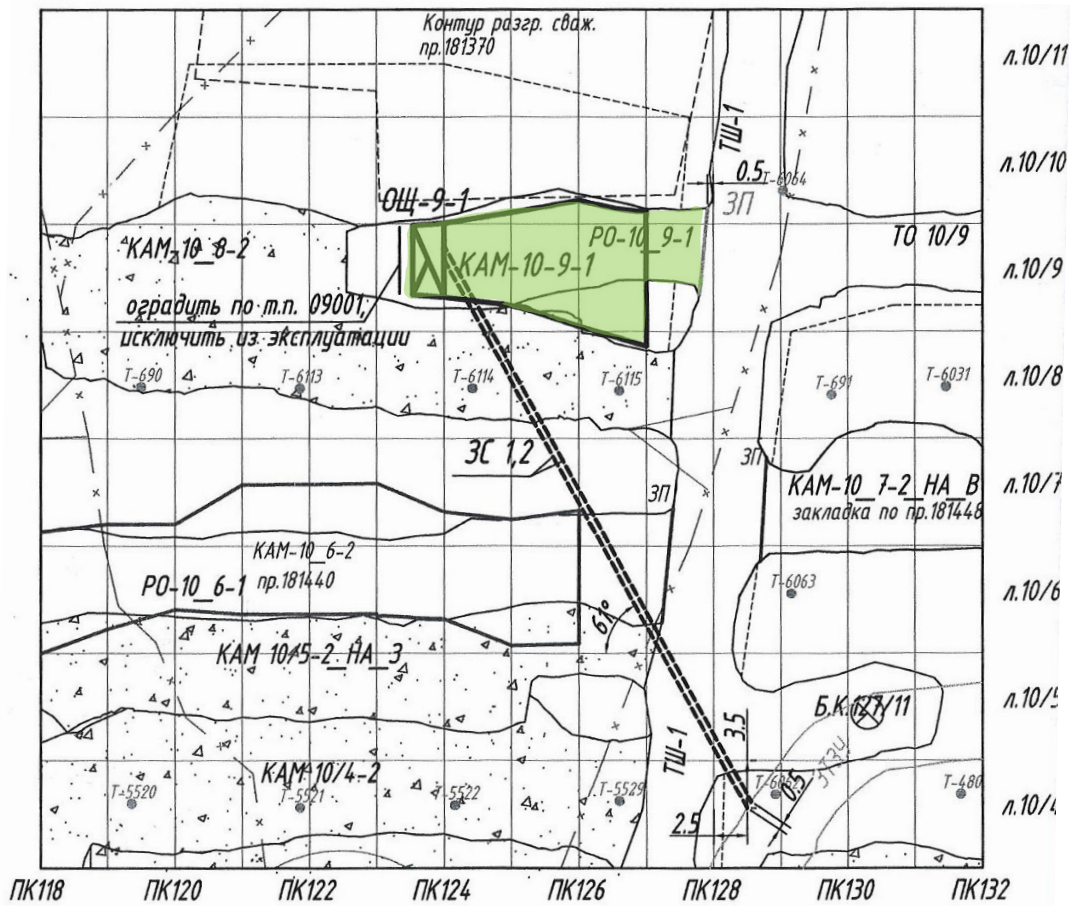 Контур разгр. сваж.
пр.181370
л.10/11
ТШ-1
л.10/10
0.5
Т-6064
ОЩ-9-1
ЗП
РО-10_9-1
ТО 10/9
КАМ-10_8-2
КАМ-10-9-1
л.10/9
оградить по т.п. 09001,
исключить из эксплуатации
Т-690
Т-6113
Т-6114
Т-6115
Т-691
Т-6031
л.10/8
ЗС 1,2
ЗП
ЗП
КАМ-10_7-2_НА_В
закладка по пр.181448
л.10/7
КАМ-10_6-2
пр.181440
РО-10_6-1
Т-6063
л.10/6
61°
КАМ 10/5-2_НА_3
Б.К.127/11
л.10/5
ТШ-1
3.5
КАМ-10/4-2
Т-5520
Т-5521
Т-5522
Т-5529
Т-6052
0.5
Т-480
л.10/4
2.5
ПК118
ПК120
ПК122
ПК124
ПК126
ПК128
ПК130
ПК132